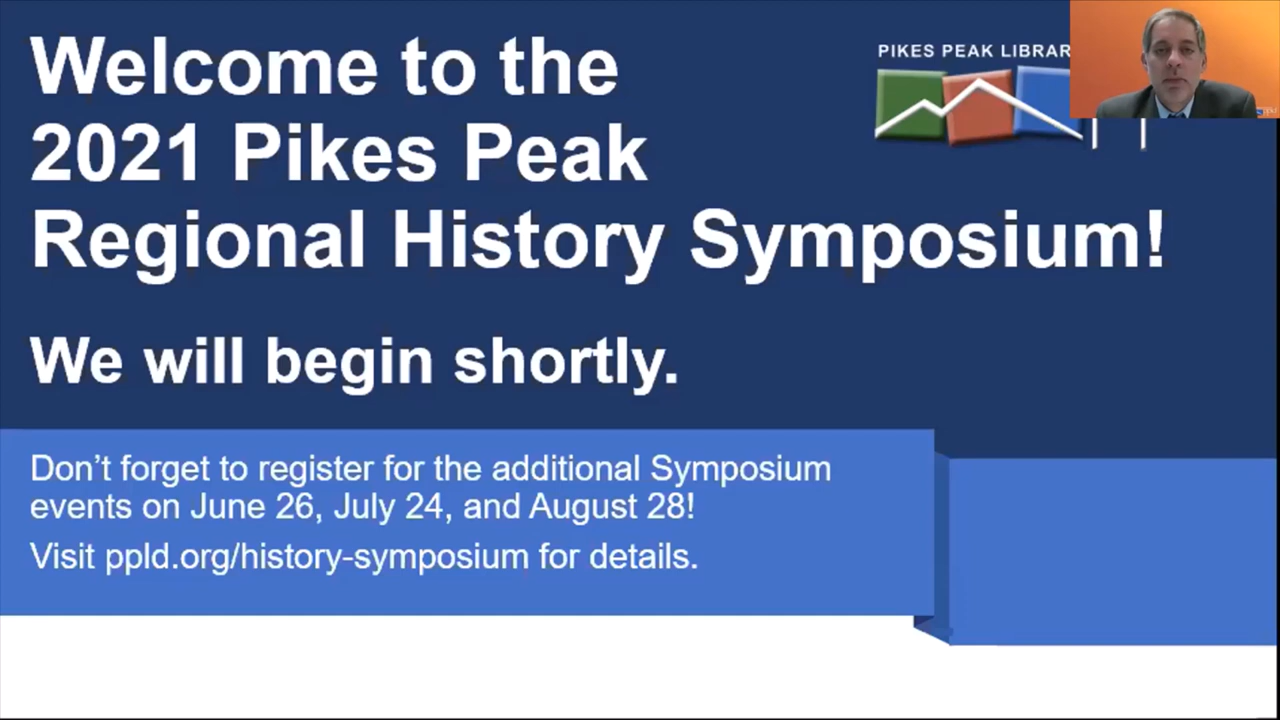 Welcome to the
2021 Pikes Peak
Regional History Symposium!
PIKES PEAK
We will begin shortly.
Don’t forget to register for the additional Symposium
events on June 26, July 24, and August 28!
Visit ppld.org/history-symposium for details.